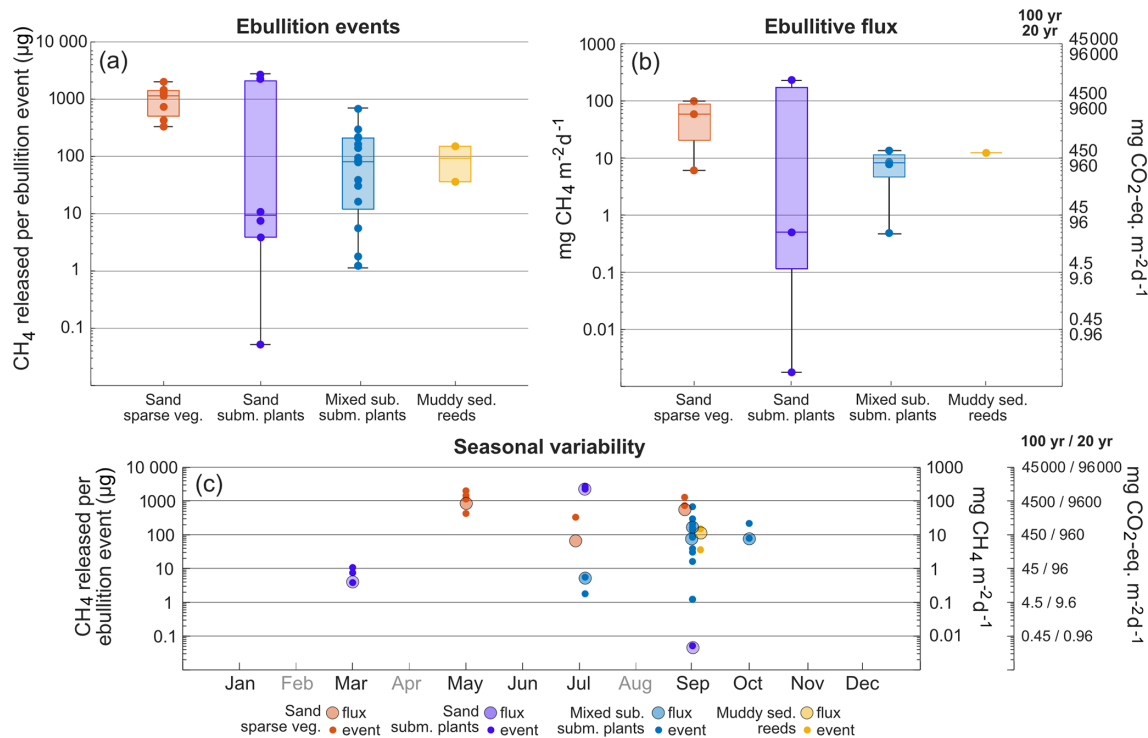 Ebullition events
(a)
CH4 released per ebullition event (µg)
10 000
1000
100
10
1
0.1
Sand
sparse veg.
Sand
subm. plants
Mixed sub.
subm. plants
Muddy sed.
reeds
Ebullitive flux
100 yr
20 yr
(b)
mg CH4 m-2d-1
1000
100
10
1
0.1
0.01
45000
96000
4500
9600
450
960
45
96
4.5
9.6
0.45
0.96
mg CO2-eq. m-2d-1
Sand
sparse veg.
Sand
subm. plants
Mixed sub.
subm. plants
Muddy sed.
reeds
Seasonal variability
100 yr / 20 yr
(c)
CH4 released per
ebullition event (µg)
10 000
1000
100
10
1
0.1
1000
100
10
1
0.1
0.01
mg CH4 m-2d-1
45000 / 96000
4500 / 9600
450 / 960
45 / 96
4.5 / 9.6
0.45 / 0.96
mg CO2-eq. m-2d-1
Jan Feb Mar Apr May Jun Jul Aug Sep Oct Nov Dec
Sand
sparse veg.
flux
event
Sand
subm. plants
flux
event
Mixed sub.
subm. plants
flux
event
Muddy sed.
reeds
flux
event